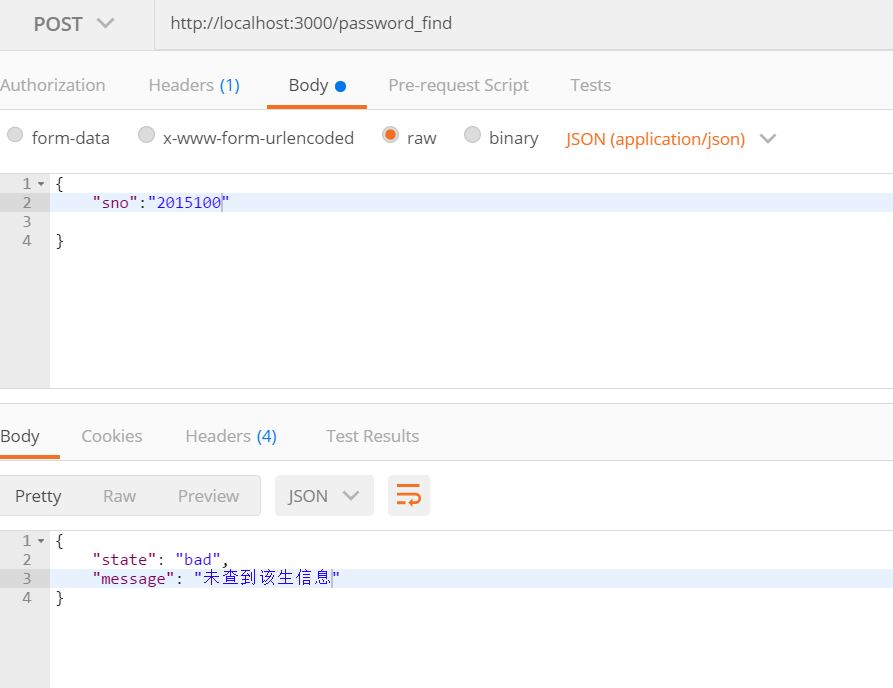 POST http://localhost:3000/password_find
Authorization Headers (1) Body Pre-request Script Tests
form-data x-www-form-urlencoded raw binary JSON (application/json)
1 {
2 "sno":"2015100"
3
4 }
Body Cookies Headers (4) Test Results
Pretty Raw Preview JSON
1 {
2 "state": "bad",
3 "message": "未查到该生信息"
4 }